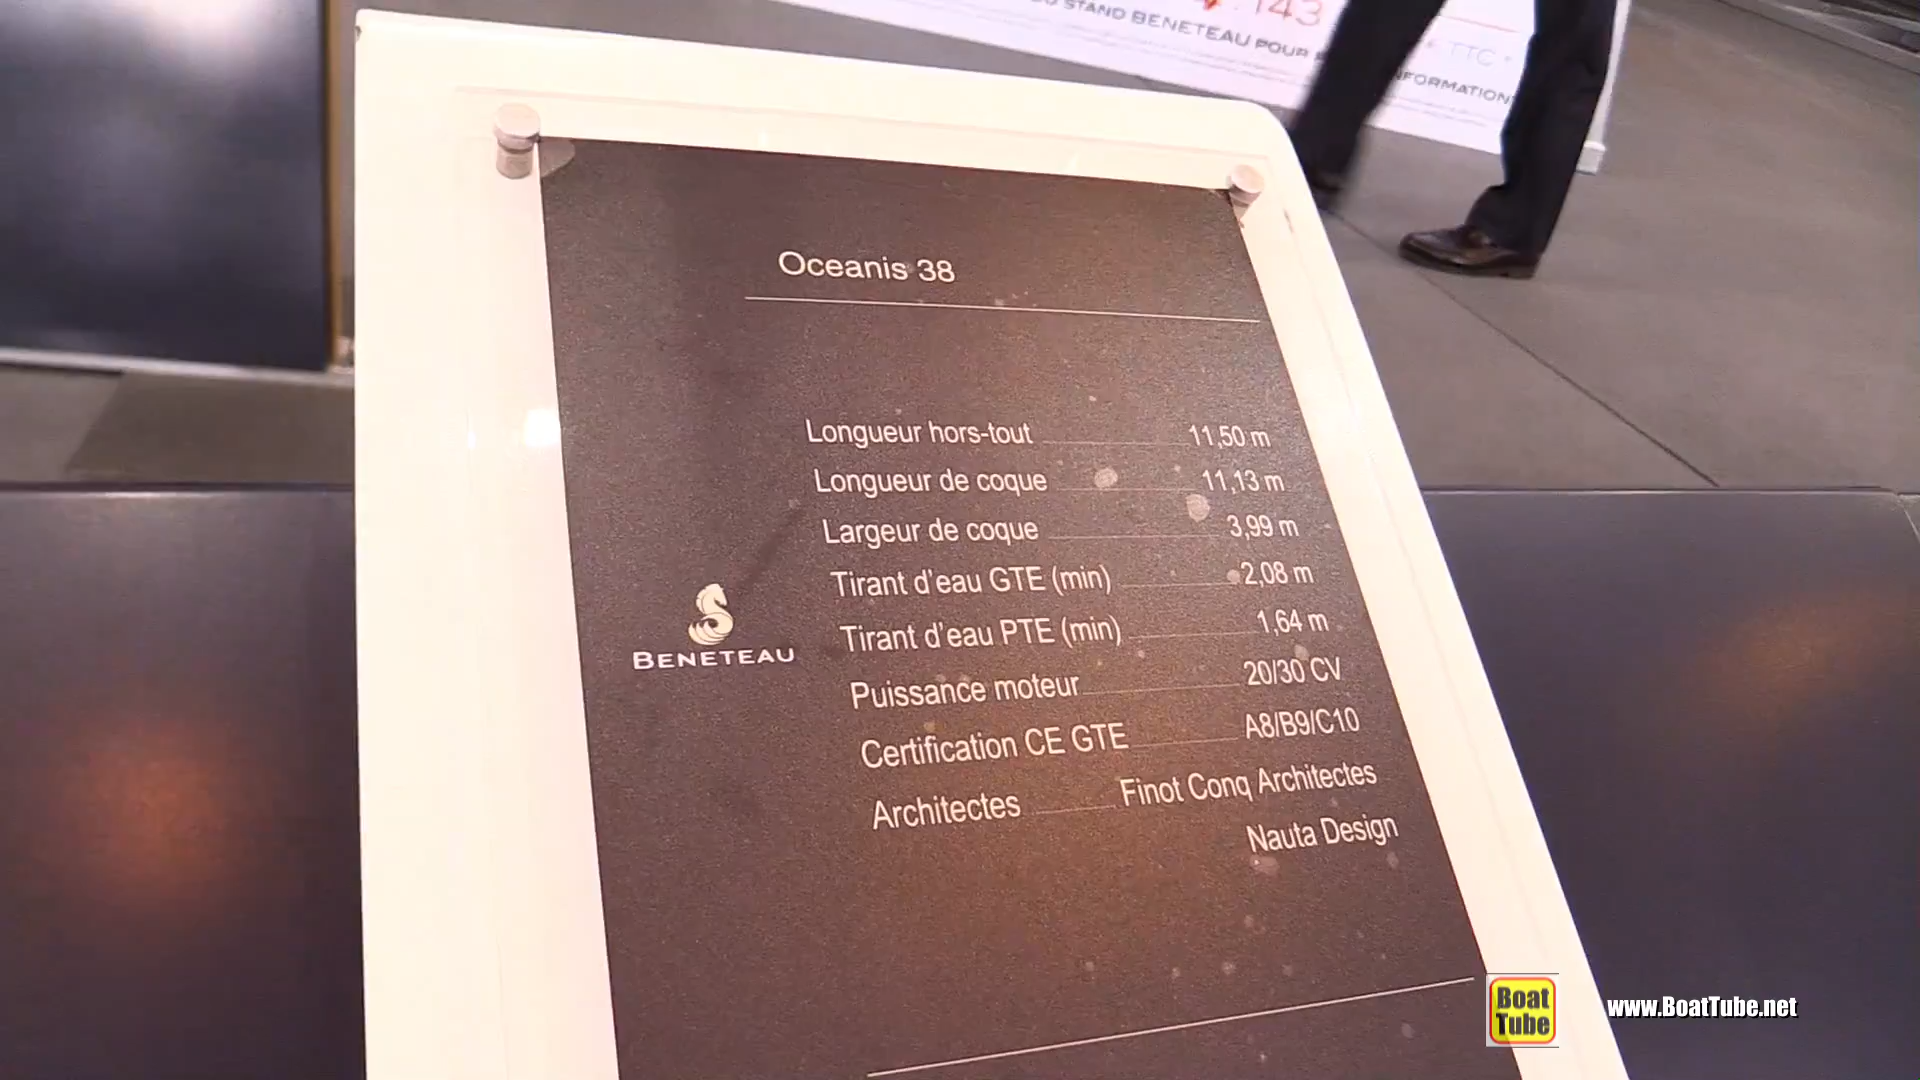 143
DU STAND BENETEAU POUR
TTC *
INFORMATION
Oceanis 38
Longueur hors-tout 11,50 m
Longueur de coque 11,13 m
Largeur de coque 3,99 m
Tirant d'eau GTE (min) 2,08 m
Tirant d'eau PTE (min) 1,64 m
Puissance moteur 20/30 CV
Certification CE GTE A8/B9/C10
Architectes Finot Conq Architectes
Nauta Design
BENETEAU
Boat
Tube
www.BoatTube.net